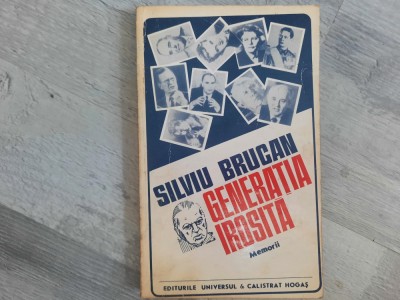 SILVIU BRUCAN
GENERAȚIA
IROSITĂ
Memorii
EDITURILE UNIVERSUL & CALISTRAT HOGAȘ